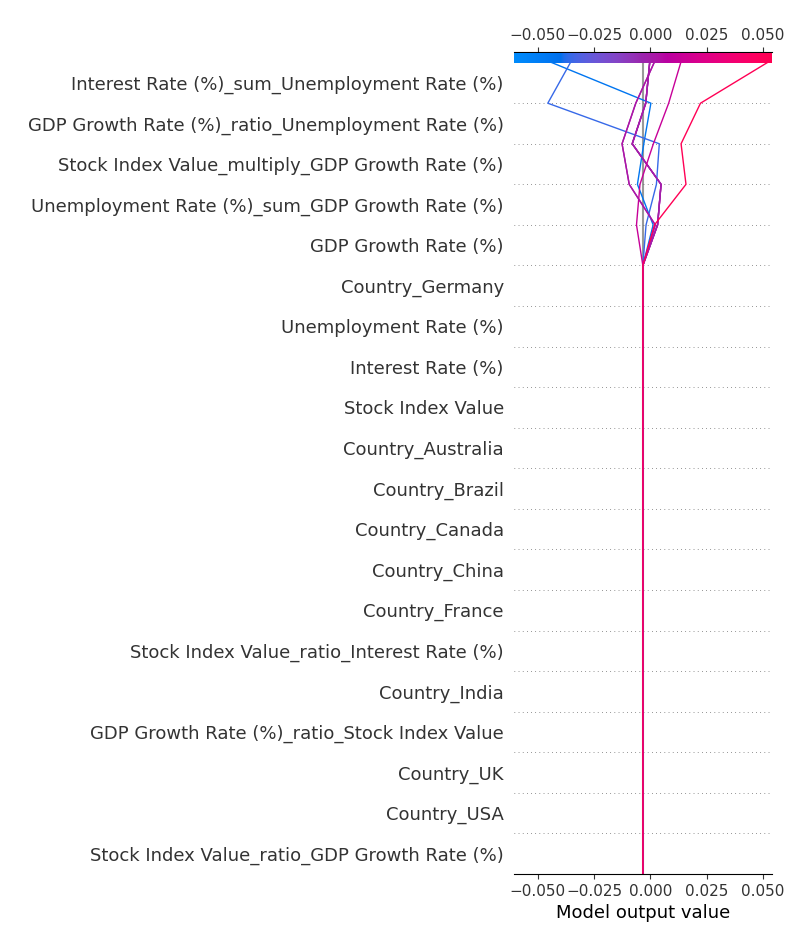 −0.050 −0.025 0.000 0.025 0.050
Interest Rate (%)_sum_Unemployment Rate (%)
GDP Growth Rate (%)_ratio_Unemployment Rate (%)
Stock Index Value_multiply_GDP Growth Rate (%)
Unemployment Rate (%)_sum_GDP Growth Rate (%)
GDP Growth Rate (%)
Country_Germany
Unemployment Rate (%)
Interest Rate (%)
Stock Index Value
Country_Australia
Country_Brazil
Country_Canada
Country_China
Country_France
Stock Index Value_ratio_Interest Rate (%)
Country_India
GDP Growth Rate (%)_ratio_Stock Index Value
Country_UK
Country_USA
Stock Index Value_ratio_GDP Growth Rate (%)
−0.050 −0.025 0.000 0.025 0.050
Model output value